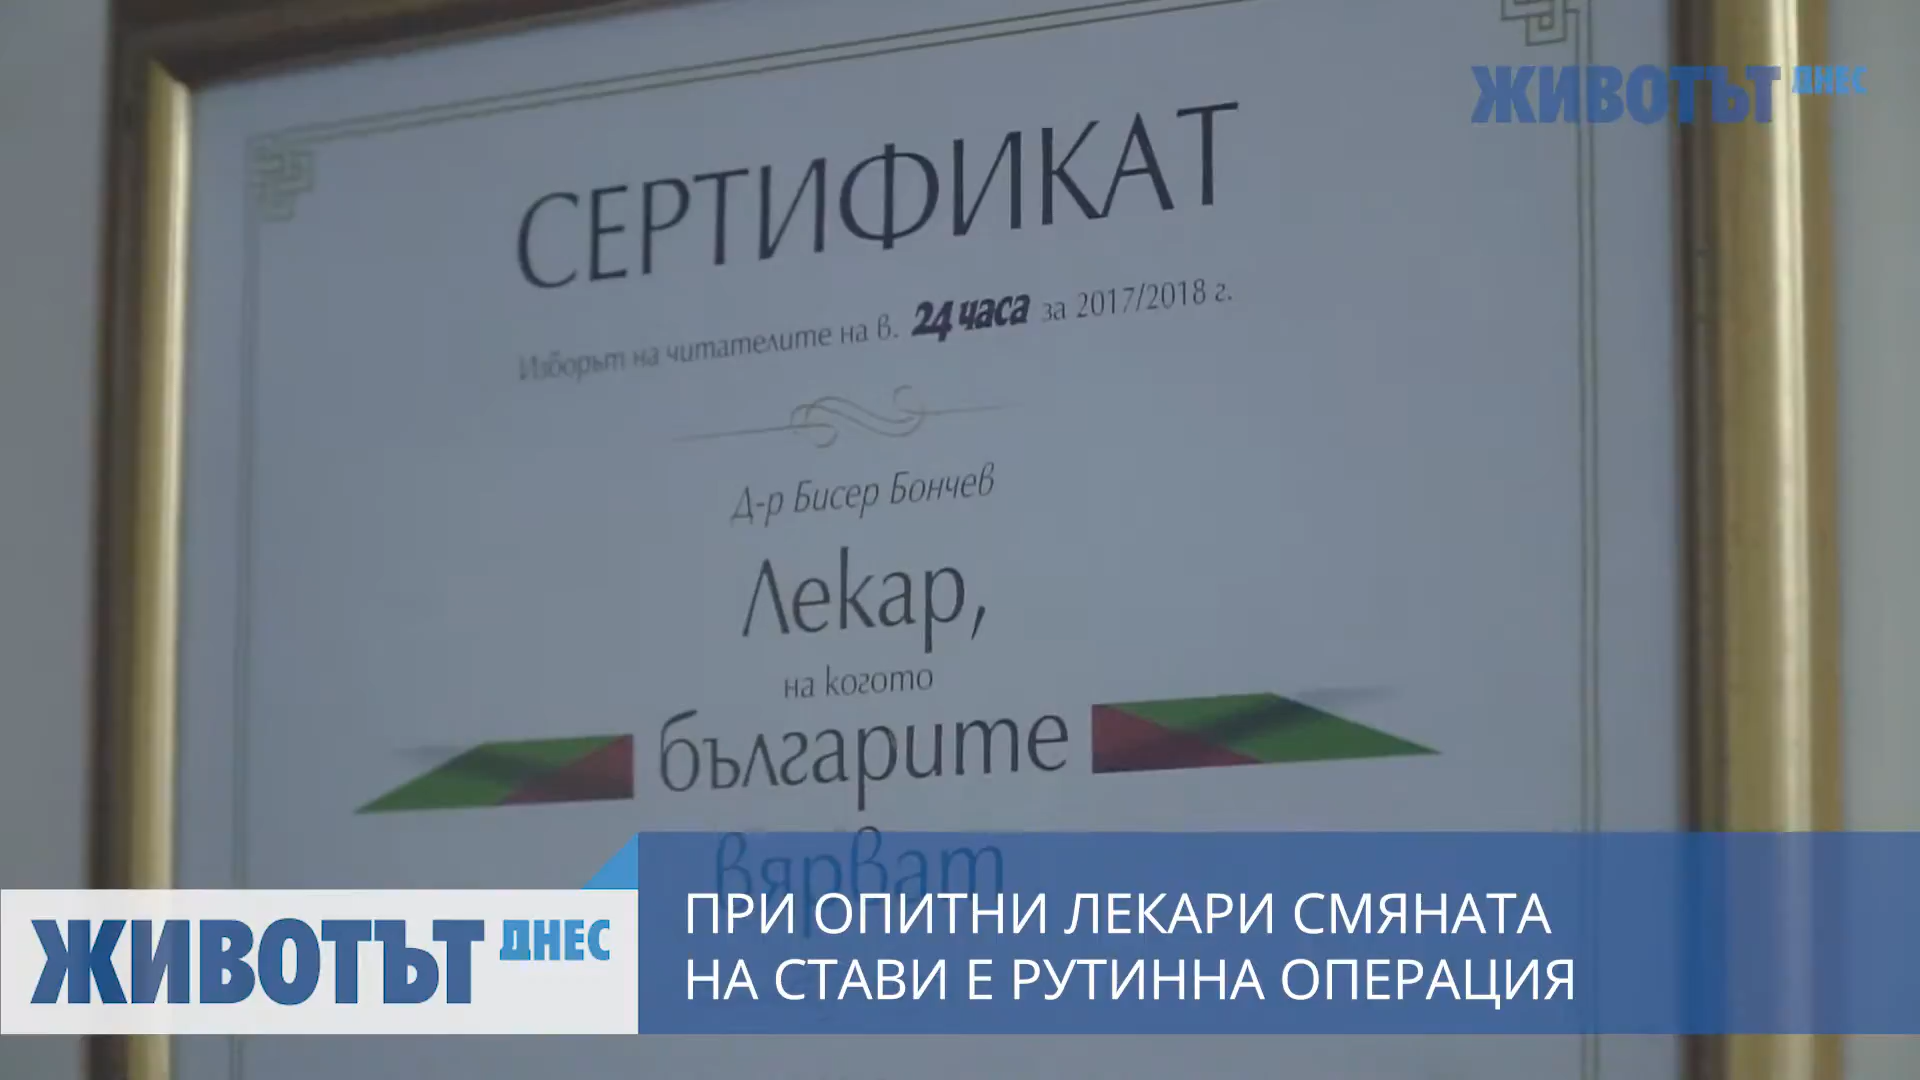 ЖИВОТЪТ ДНЕС
СЕРТИФИКАТ
Изборът на читателите на в. 24 часа за 2017/2018 г.
Д-р Бисер Бончев
Лекар,
на когото
българите
вярват
ЖИВОТЪТ ДНЕС
ПРИ ОПИТНИ ЛЕКАРИ СМЯНАТА
НА СТАВИ Е РУТИННА ОПЕРАЦИЯ